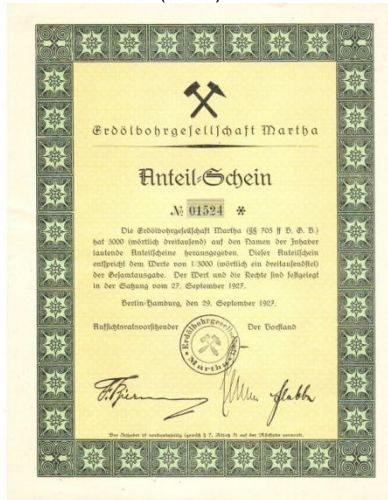 Erdölbohrgesellschaft Martha
Anteil=Schein
№ 01524 *
Die Erdölbohrgesellschaft Martha (§§ 705 ff B. G. B.)
hat 3000 (wörtlich dreitausend) auf den Namen der Inhaber
lautende Anteilscheine herausgegeben. Dieser Anteilschein
entspricht dem Werte von 1:3000 (wörtlich ein dreitausendstel)
der Gesamtausgabe. Der Wert und die Rechte sind festgelegt
in der Satzung vom 27. September 1927.
Berlin-Hamburg, den 29. September 1927.
Aufsichtsratsvorsitzender Der Vorstand
Erdölbohrgesellschaft
Martha